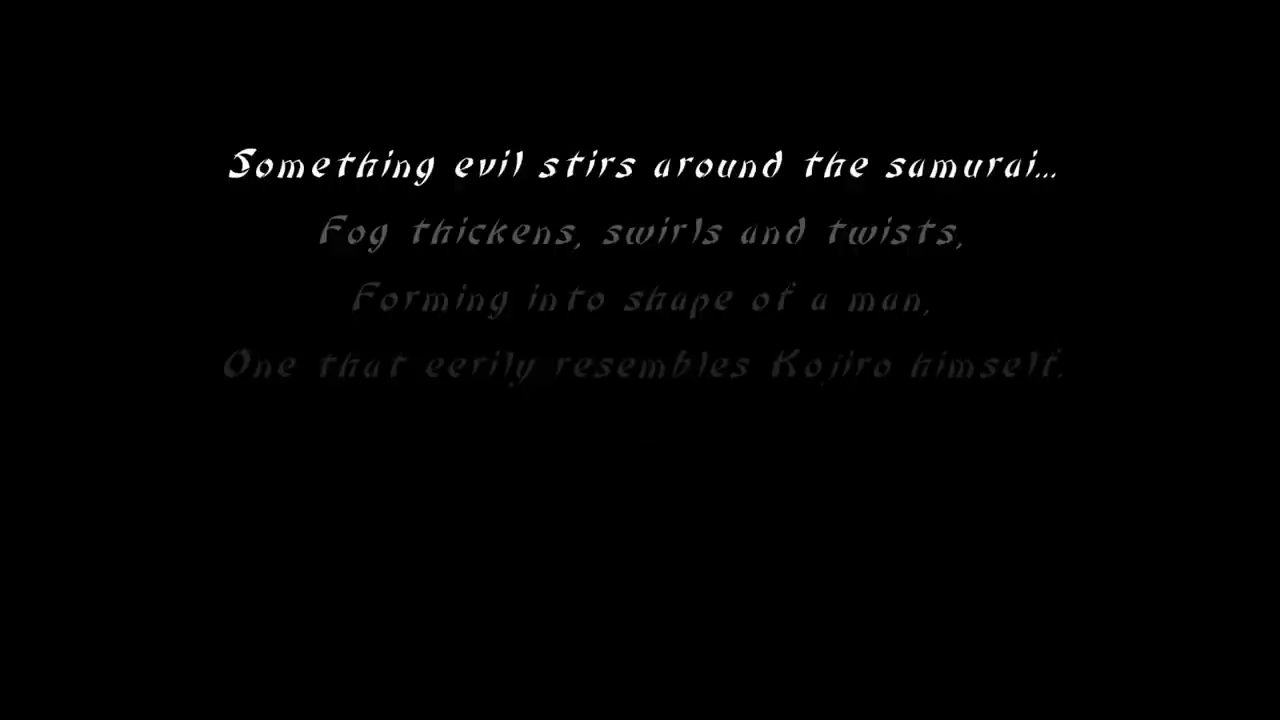 Something evil stirs around the samurai...
Fog thickens, swirls and twists,
Forming into shape of a man,
One that eerily resembles Kojiro himself.